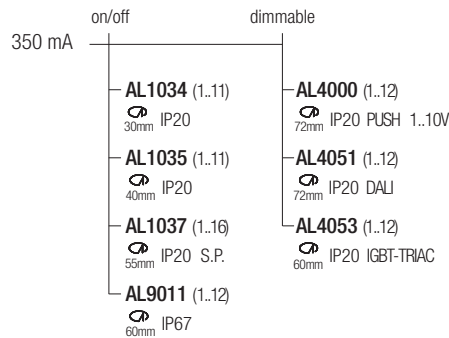 on/off
dimmable
350 mA
AL1034 (1..11)
30mm IP20
AL1035 (1..11)
40mm IP20
AL1037 (1..16)
55mm IP20 S.P.
AL9011 (1..12)
60mm IP67
AL4000 (1..12)
72mm IP20 PUSH 1..10V
AL4051 (1..12)
72mm IP20 DALI
AL4053 (1..12)
60mm IP20 IGBT-TRIAC